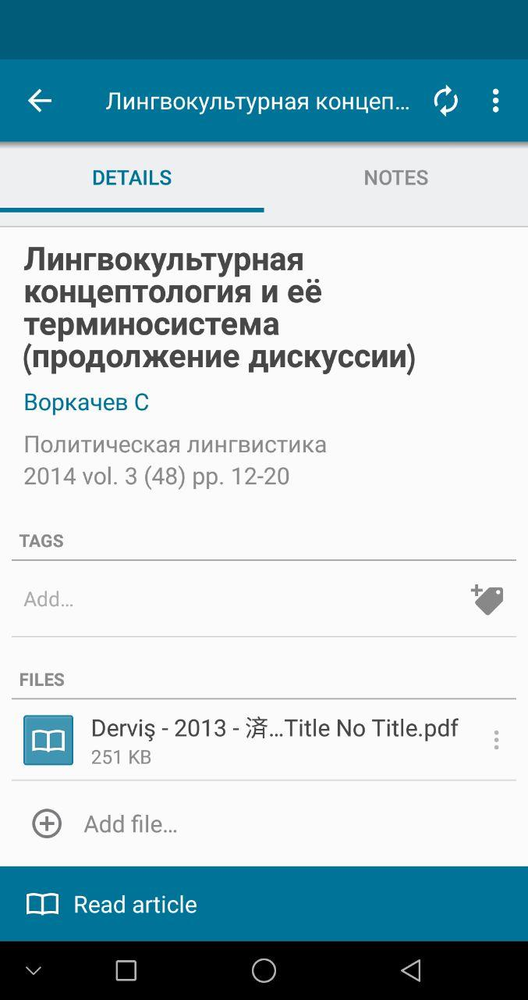 Лингвокультурная концеп...
DETAILS
NOTES
Лингвокультурная
концептология и её
терминосистема
(продолжение дискуссии)
Воркачев С
Политическая лингвистика
2014 vol. 3 (48) pp. 12-20
TAGS
Add...
FILES
Derviş - 2013 - 済...Title No Title.pdf
251 KB
Add file...
Read article